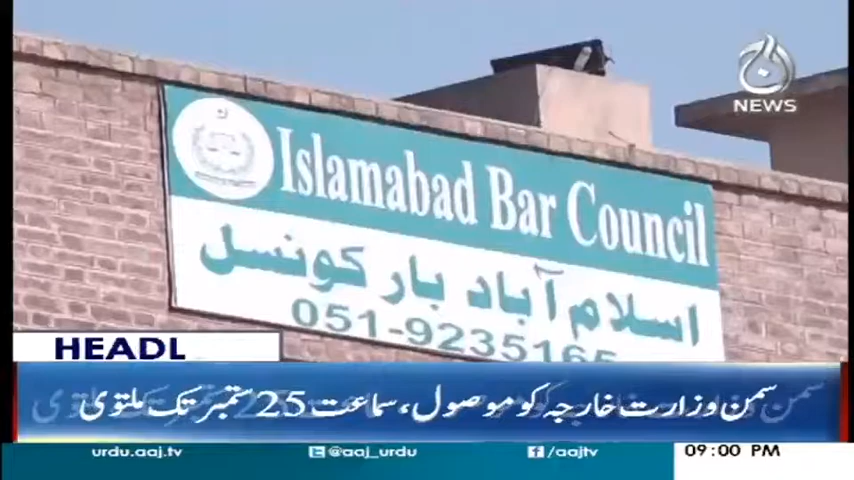 آج
NEWS
Islamabad Bar Council
اسلام آباد بار کونسل
051-9235165
HEADL
سمن وزارت خارجہ کو موصول، سماعت 25 ستمبر تک ملتوی
urdu.aaj.tv
@aaj_urdu
/aajtv
09:00 PM